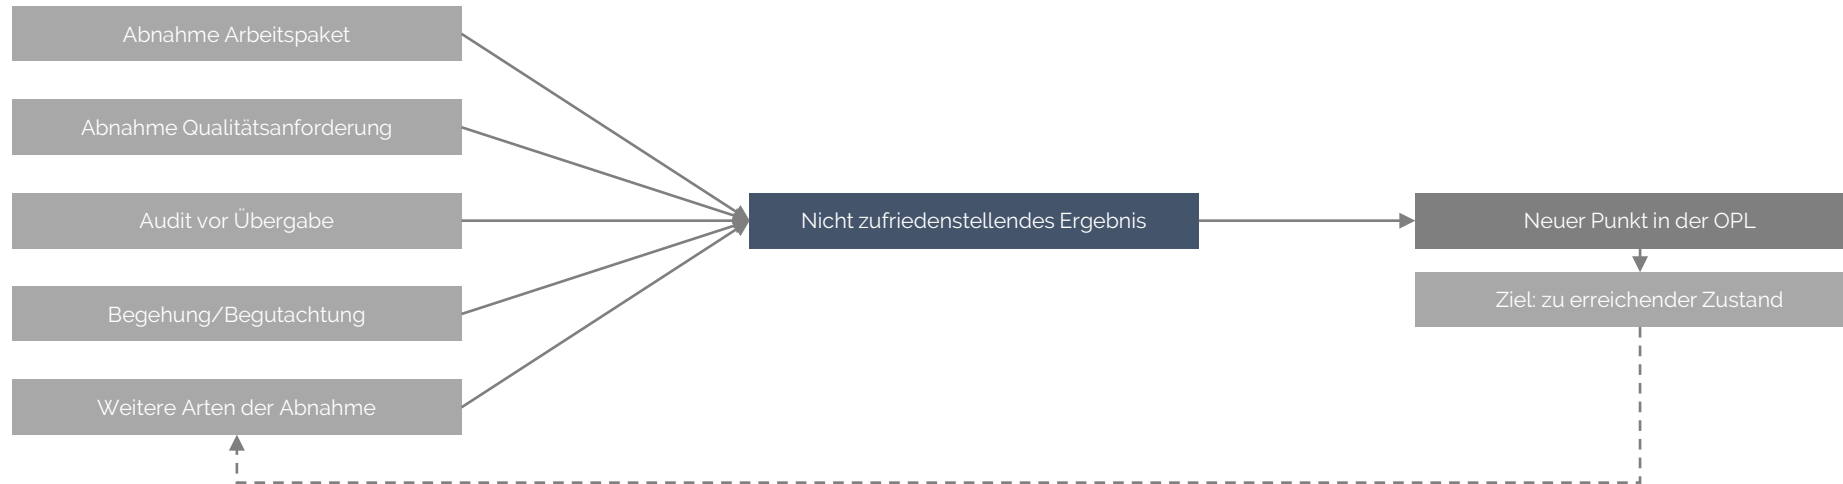 Abnahme Arbeitspaket
Abnahme Qualitätsanforderung
Audit vor Übergabe
Begehung/Begutachtung
Weitere Arten der Abnahme
Nicht zufriedenstellendes Ergebnis
Neuer Punkt in der OPL
Ziel: zu erreichender Zustand